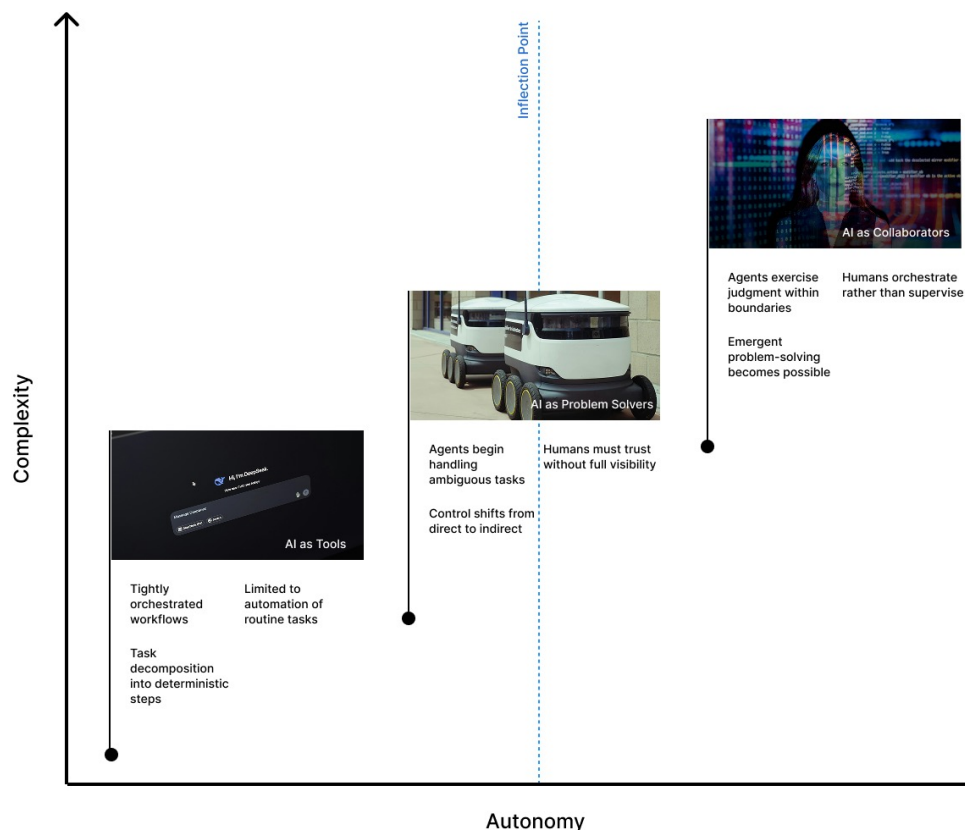 Inflection Point
AI as Collaborators
Agents exercise
judgment within
boundaries
Humans orchestrate
rather than supervise
Emergent
problem-solving
becomes possible
AI as Problem Solvers
Agents begin
handling
ambiguous tasks
Humans must trust
without full visibility
Control shifts from
direct to indirect
Hi, I'm DeepSeek.
AI as Tools
Tightly
orchestrated
workflows
Limited to
automation of
routine tasks
Task
decomposition
into deterministic
steps
Complexity
Autonomy